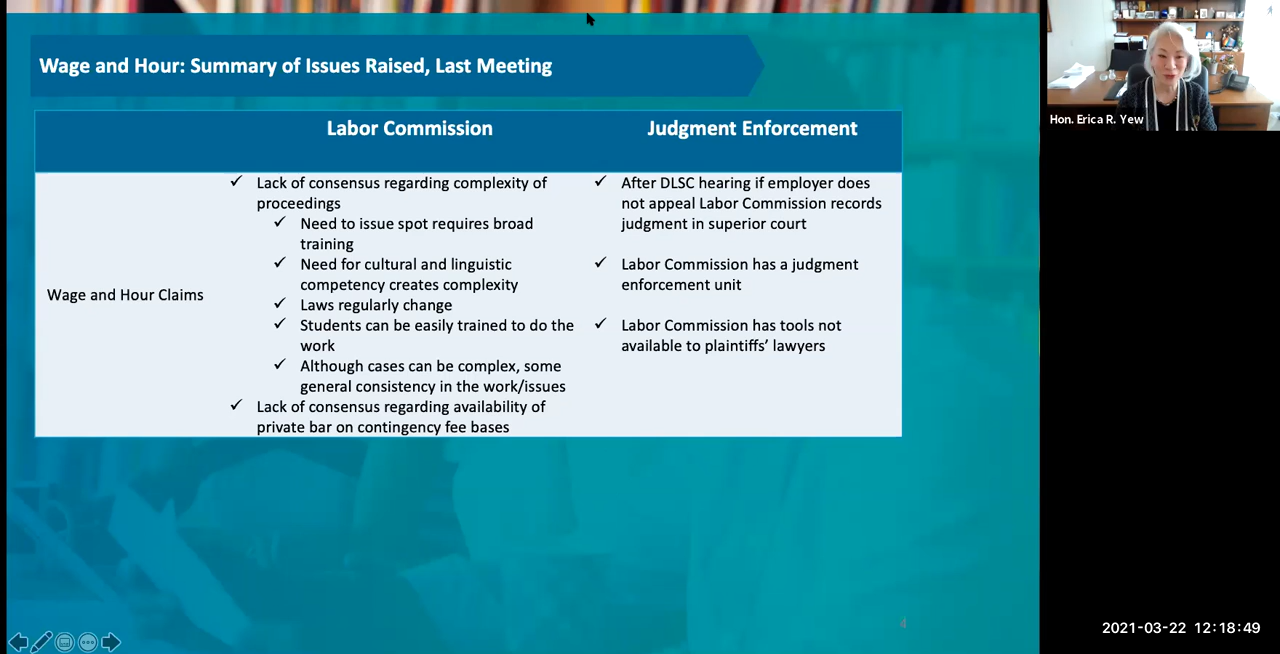 Wage and Hour: Summary of Issues Raised, Last Meeting
Labor Commission
Judgment Enforcement
Wage and Hour Claims
✓ Lack of consensus regarding complexity of
proceedings
✓ Need to issue spot requires broad
training
✓ Need for cultural and linguistic
competency creates complexity
✓ Laws regularly change
✓ Students can be easily trained to do the
work
✓ Although cases can be complex, some
general consistency in the work/issues
✓ Lack of consensus regarding availability of
private bar on contingency fee bases
✓ After DLSC hearing if employer does
not appeal Labor Commission records
judgment in superior court
✓ Labor Commission has a judgment
enforcement unit
✓ Labor Commission has tools not
available to plaintiffs' lawyers
4
Hon. Erica R. Yew
2021-03-22 12:18:49